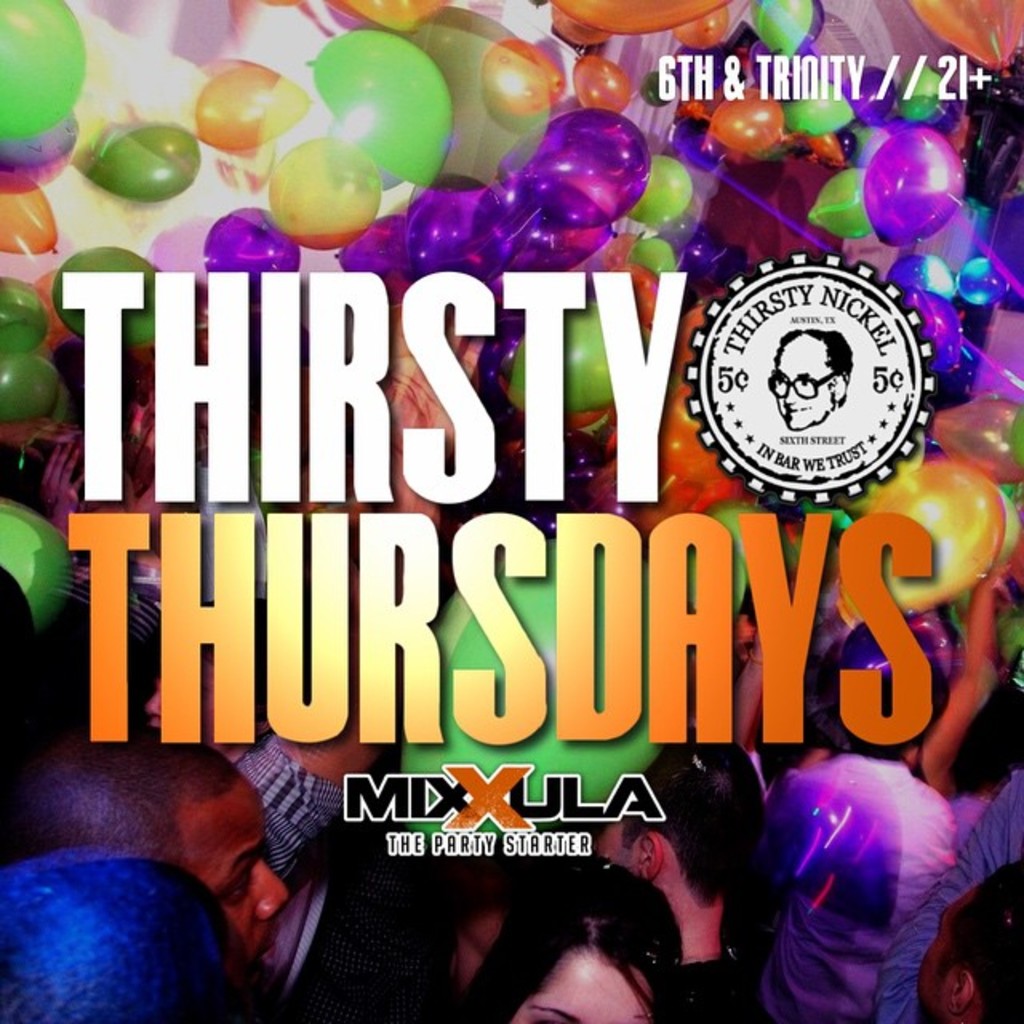 6TH & TRINITY // 21+
THIRSTY
THIRSTY NICKEL
AUSTIN, TX
5¢ 5¢
SIXTH STREET
IN BAR WE TRUST
THURSDAYS
MIXXULA
THE PARTY STARTER